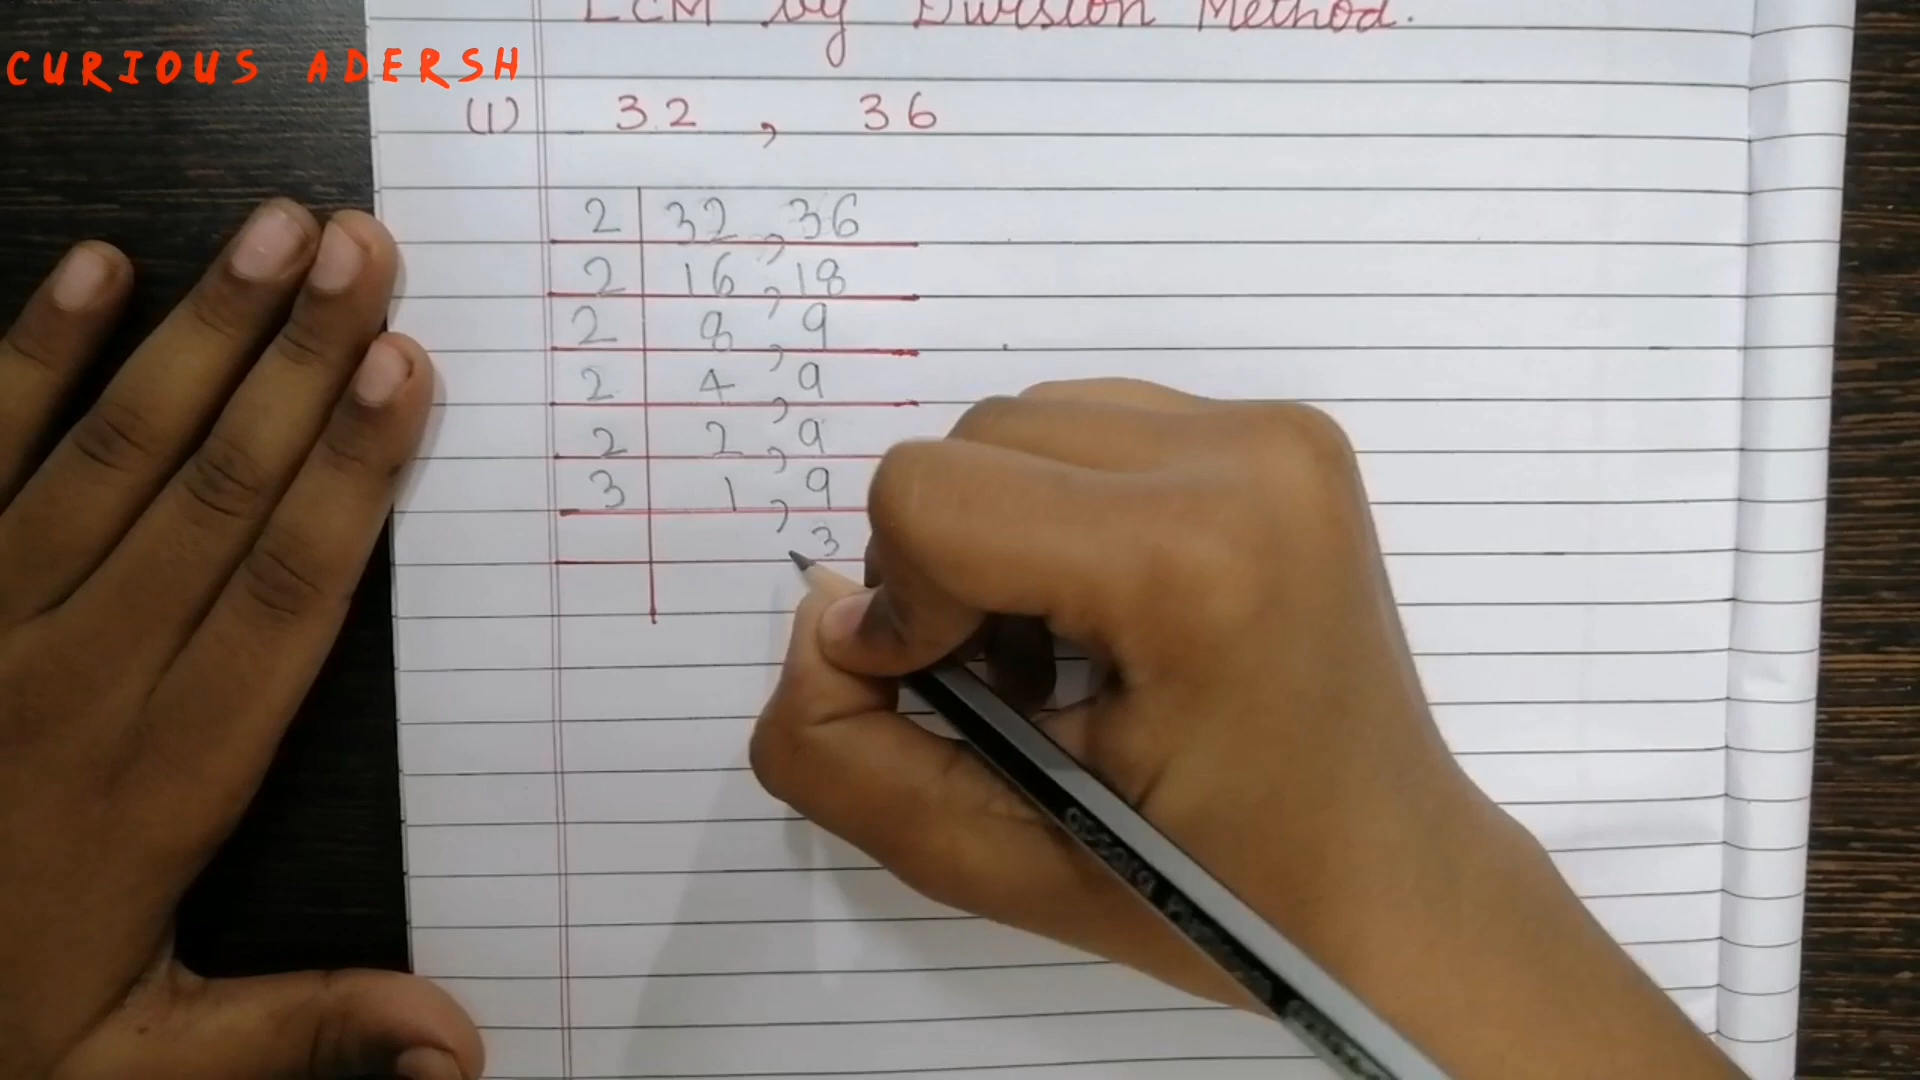 LCM by Division Method.
CURIOUS ADERSH
(1) 32 , 36
2 32 , 36
2 16 , 18
2 8 , 9
2 4 , 9
2 2 , 9
3 1 , 9
3